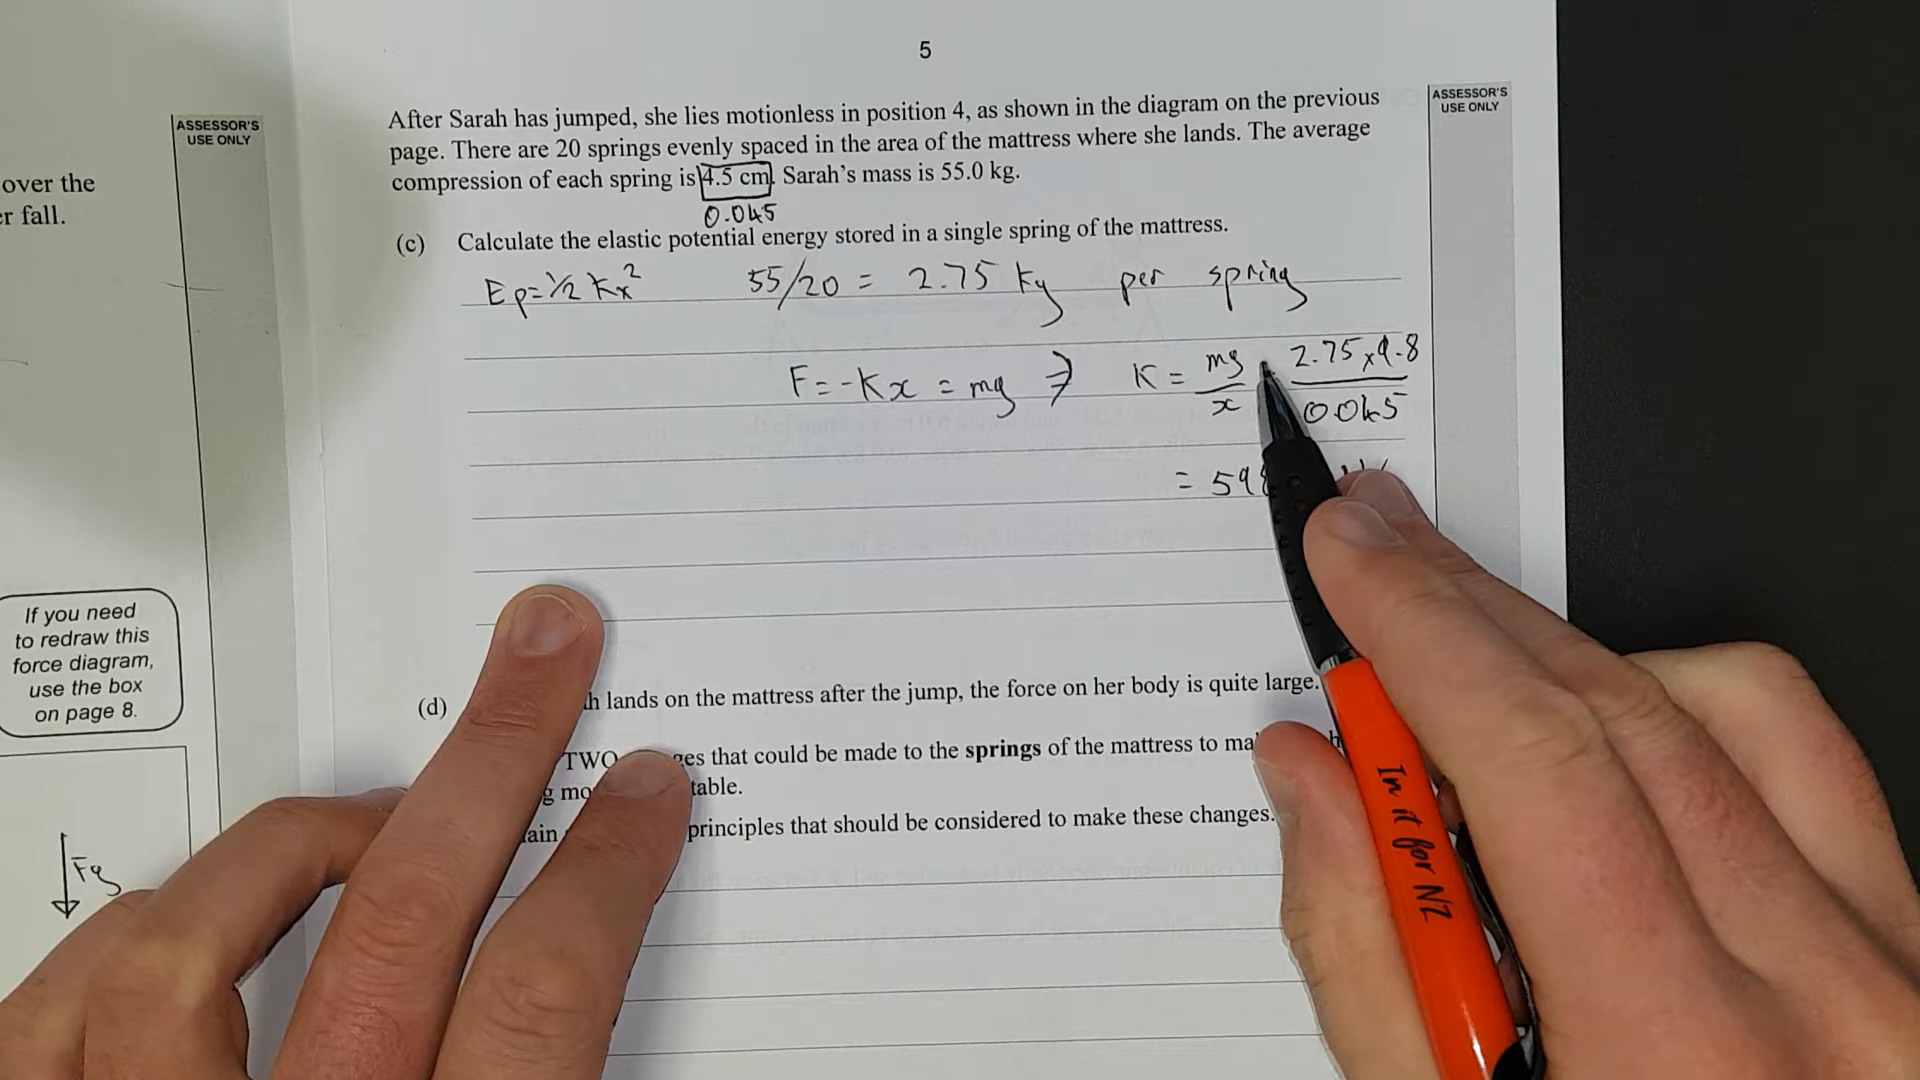 5
ASSESSOR'S
USE ONLY
over the
er fall.
If you need
to redraw this
force diagram,
use the box
on page 8.
Fg
After Sarah has jumped, she lies motionless in position 4, as shown in the diagram on the previous
page. There are 20 springs evenly spaced in the area of the mattress where she lands. The average
compression of each spring is 4.5 cm. Sarah's mass is 55.0 kg.
0.045
(c) Calculate the elastic potential energy stored in a single spring of the mattress.
Ep=½Kx² 55/20 = 2.75 kg per spring
F=-Kx = mg ⇒ K = mg/x 2.75×9.8/0.045
= 598
(d) lands on the mattress after the jump, the force on her body is quite large.
TWO that could be made to the springs of the mattress to
principles that should be considered to make these changes.
ASSESSOR'S
USE ONLY
In it for NZ